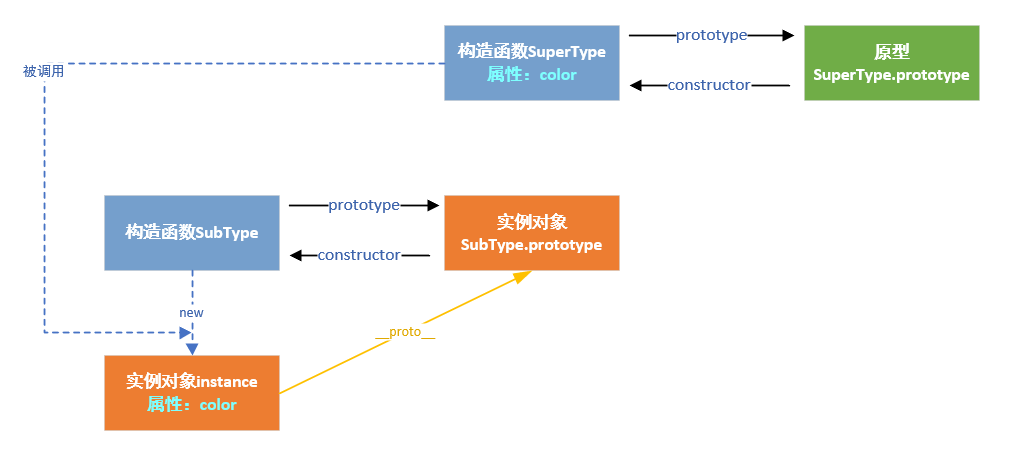 构造函数SuperType
属性：color
prototype
constructor
原型
SuperType.prototype
被调用
构造函数SubType
prototype
constructor
实例对象
SubType.prototype
new
__proto__
实例对象instance
属性：color